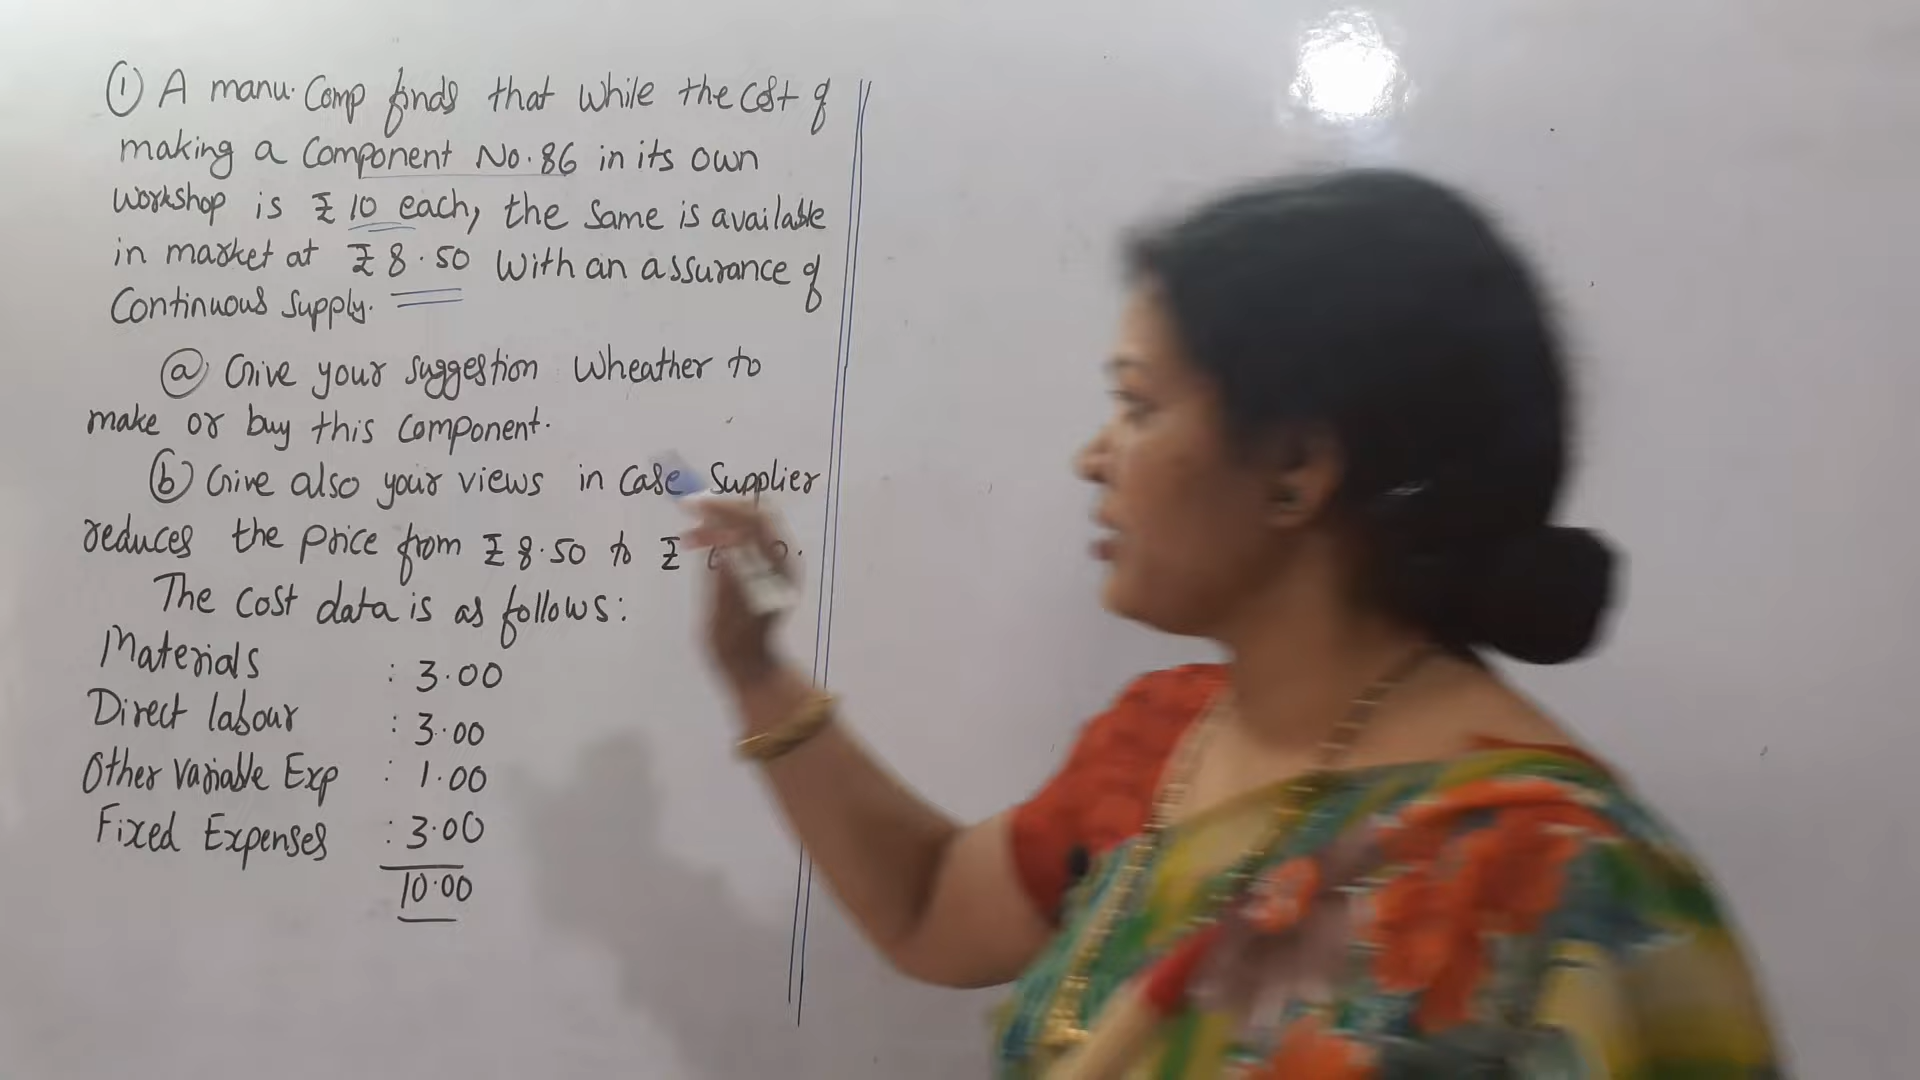 ① A manu. Comp finds that while the cost of
making a Component No. 86 in its own
workshop is ₹ 10 each, the same is available
in market at ₹ 8.50 with an assurance of
Continuous supply.
ⓐ Give your suggestion wheather to
make or buy this component.
ⓑ Give also your views in case supplier
reduces the price from ₹ 8.50 to ₹
The cost data is as follows:
Materials : 3.00
Direct labour : 3.00
Other variable Exp : 1.00
Fixed Expenses : 3.00
10.00